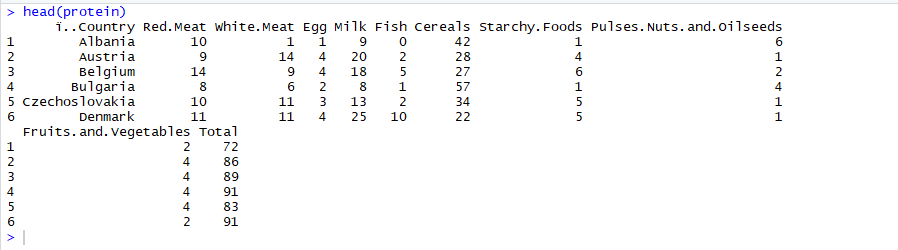 > head(protein)
ï..Country Red.Meat White.Meat Egg Milk Fish Cereals Starchy.Foods Pulses.Nuts.and.Oilseeds
1 Albania 10 1 1 9 0 42 1 6
2 Austria 9 14 4 20 2 28 4 1
3 Belgium 14 9 4 18 5 27 6 2
4 Bulgaria 8 6 2 8 1 57 1 4
5 Czechoslovakia 10 11 3 13 2 34 5 1
6 Denmark 11 11 4 25 10 22 5 1
Fruits.and.Vegetables Total
1 2 72
2 4 86
3 4 89
4 4 91
5 4 83
6 2 91
>